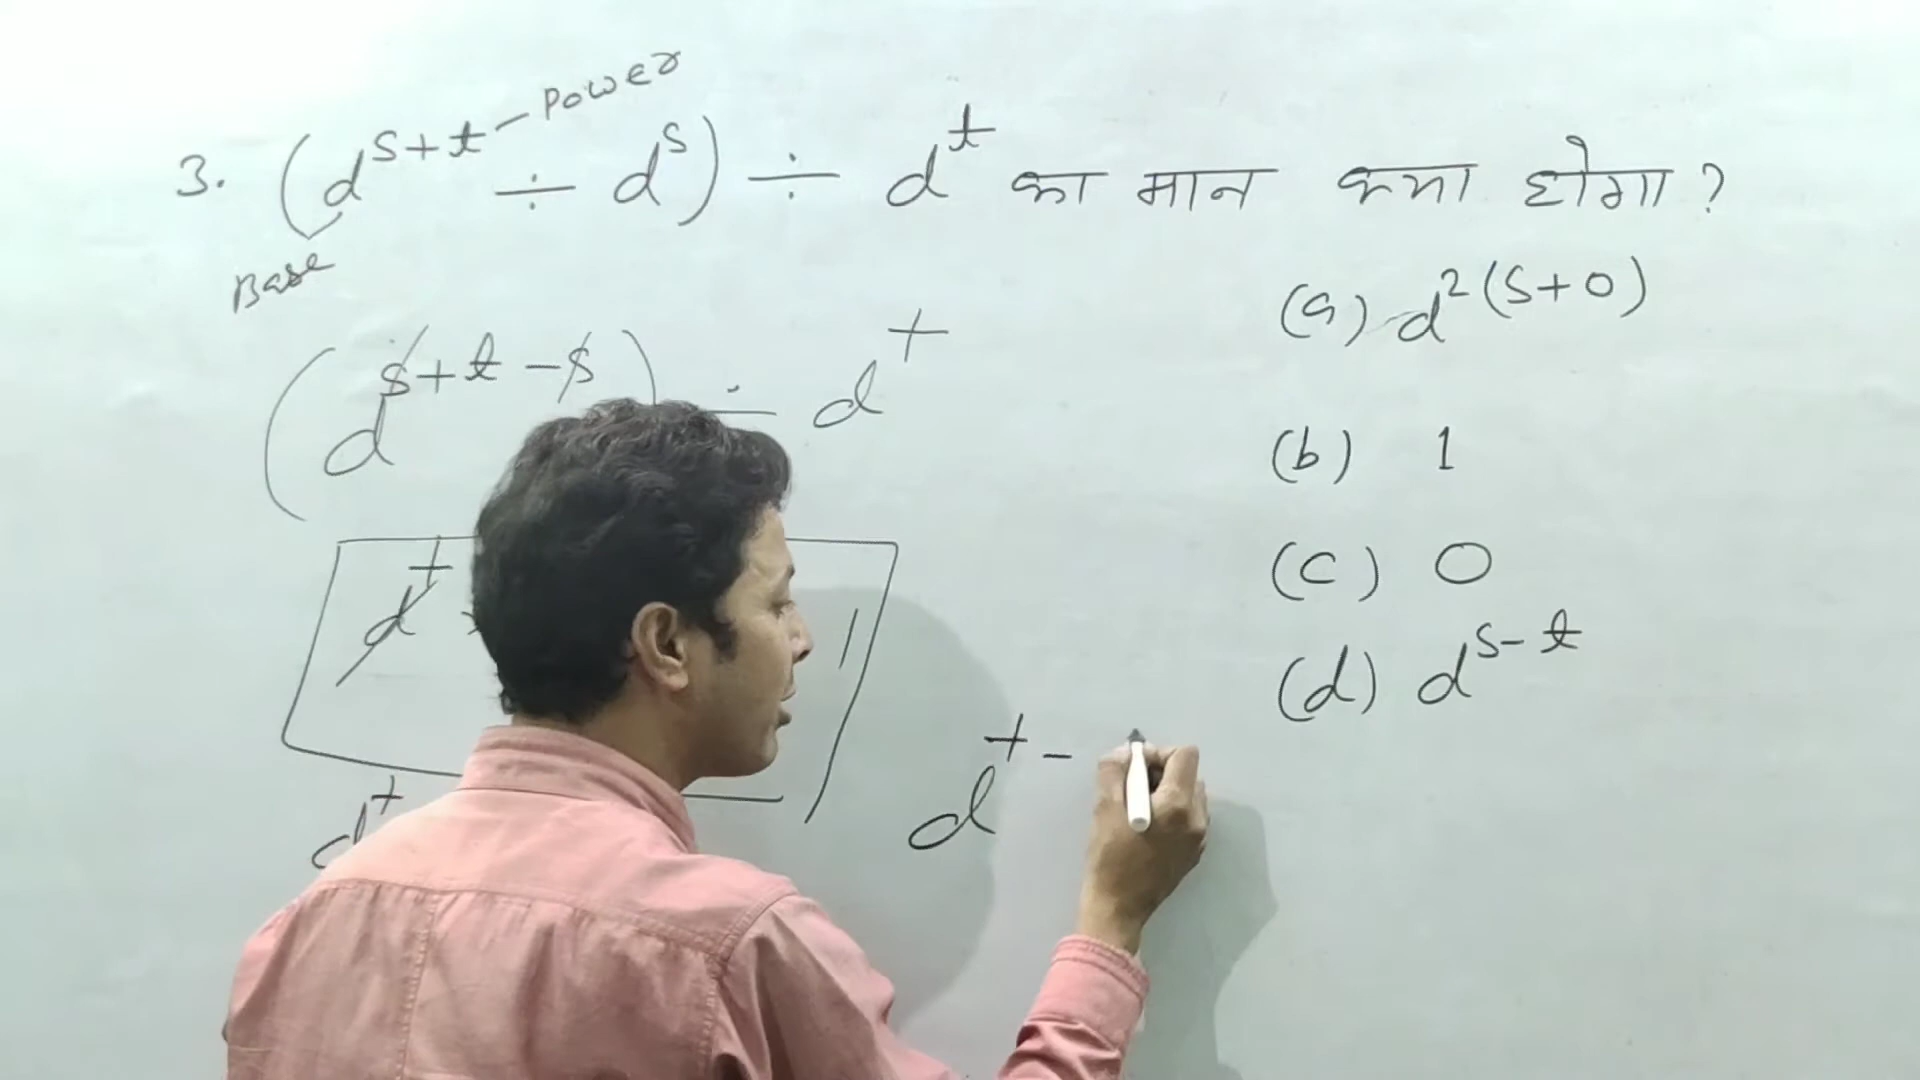 3. (d^{s+t} ÷ d^s) ÷ d^t का मान क्या होगा ?
Power
Base
(a) d^2(s+0)
(d^{s+t-s}) ÷ d^t
(b) 1
(c) 0
d^t
(d) d^{s-t}
d^t
d^{t-